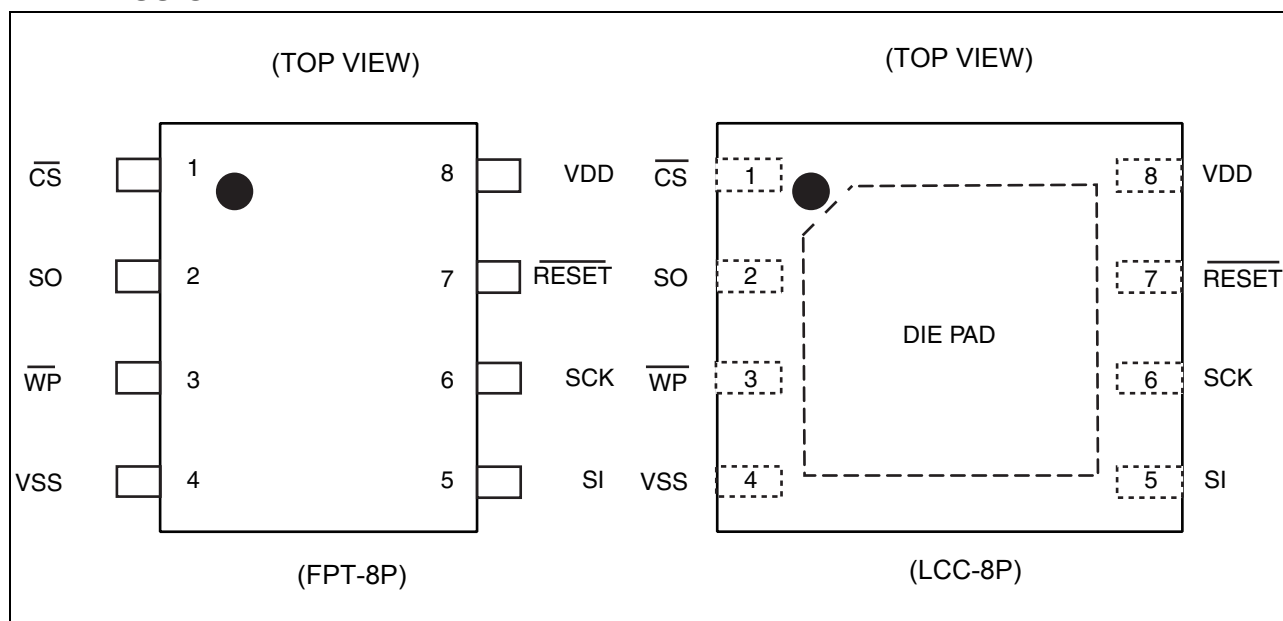 (TOP VIEW)
CS 1 8 VDD
SO 2 7 RESET
WP 3 6 SCK
VSS 4 5 SI
(FPT-8P)
(TOP VIEW)
CS 1 8 VDD
SO 2 7 RESET
DIE PAD
WP 3 6 SCK
VSS 4 5 SI
(LCC-8P)